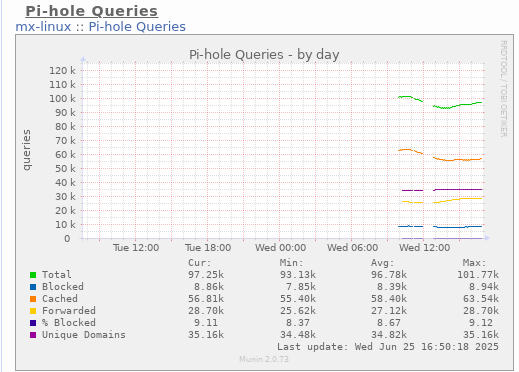 Pi-hole Queries
mx-linux :: Pi-hole Queries
Pi-hole Queries - by day
RRDTOOL / TOBI OETIKER
queries
120 k
110 k
100 k
90 k
80 k
70 k
60 k
50 k
40 k
30 k
20 k
10 k
0
Tue 12:00 Tue 18:00 Wed 00:00 Wed 06:00 Wed 12:00
Cur: Min: Avg: Max:
Total 97.25k 93.13k 96.78k 101.77k
Blocked 8.86k 7.85k 8.39k 8.94k
Cached 56.81k 55.40k 58.40k 63.54k
Forwarded 28.70k 25.62k 27.12k 28.70k
% Blocked 9.11 8.37 8.67 9.12
Unique Domains 35.16k 34.48k 34.82k 35.16k
Last update: Wed Jun 25 16:50:18 2025
Munin 2.0.73